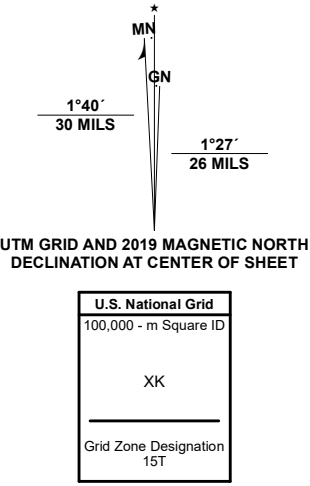 MN
GN
1°40´
30 MILS
1°27´
26 MILS
UTM GRID AND 2019 MAGNETIC NORTH
DECLINATION AT CENTER OF SHEET
U.S. National Grid
100,000 - m Square ID
XK
Grid Zone Designation
15T